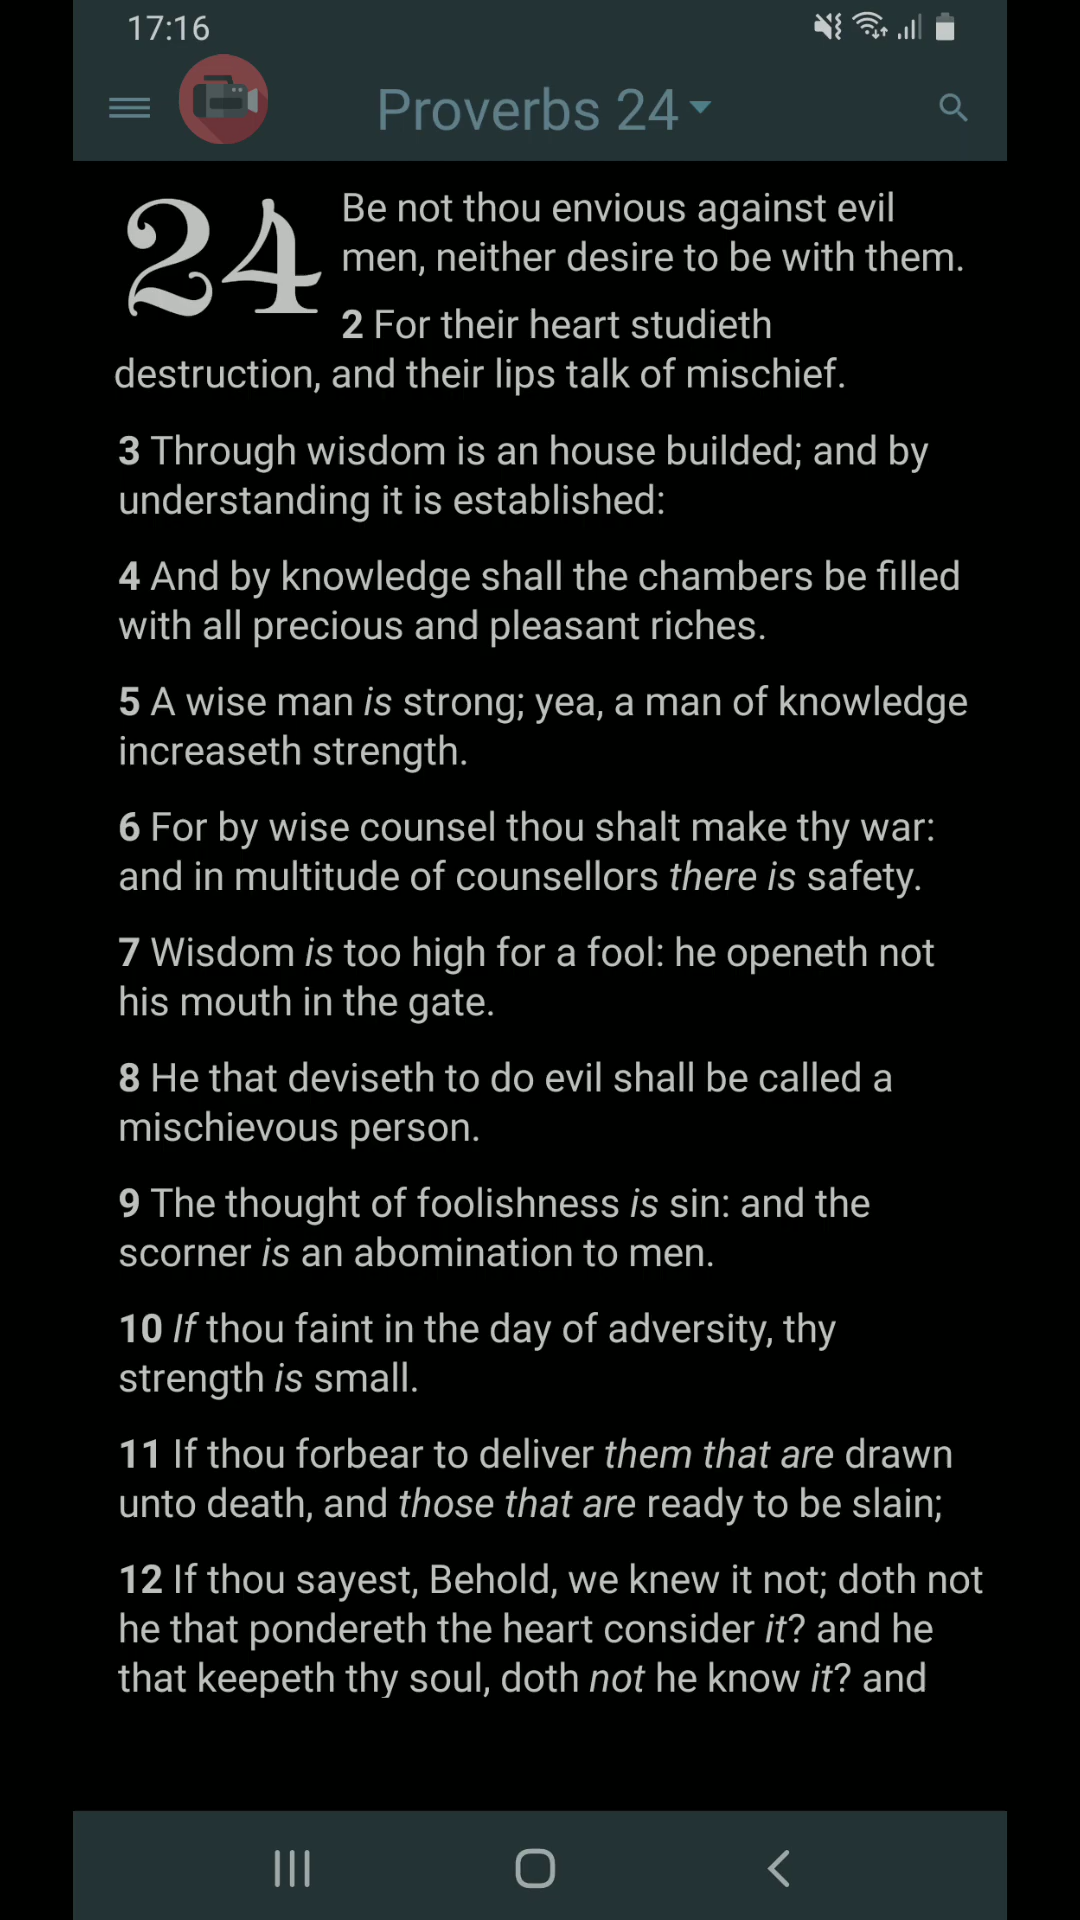 17:16
Proverbs 24
24 Be not thou envious against evil
men, neither desire to be with them.
2 For their heart studieth
destruction, and their lips talk of mischief.
3 Through wisdom is an house builded; and by
understanding it is established:
4 And by knowledge shall the chambers be filled
with all precious and pleasant riches.
5 A wise man is strong; yea, a man of knowledge
increaseth strength.
6 For by wise counsel thou shalt make thy war:
and in multitude of counsellors there is safety.
7 Wisdom is too high for a fool: he openeth not
his mouth in the gate.
8 He that deviseth to do evil shall be called a
mischievous person.
9 The thought of foolishness is sin: and the
scorner is an abomination to men.
10 If thou faint in the day of adversity, thy
strength is small.
11 If thou forbear to deliver them that are drawn
unto death, and those that are ready to be slain;
12 If thou sayest, Behold, we knew it not; doth not
he that pondereth the heart consider it? and he
that keepeth thy soul, doth not he know it? and